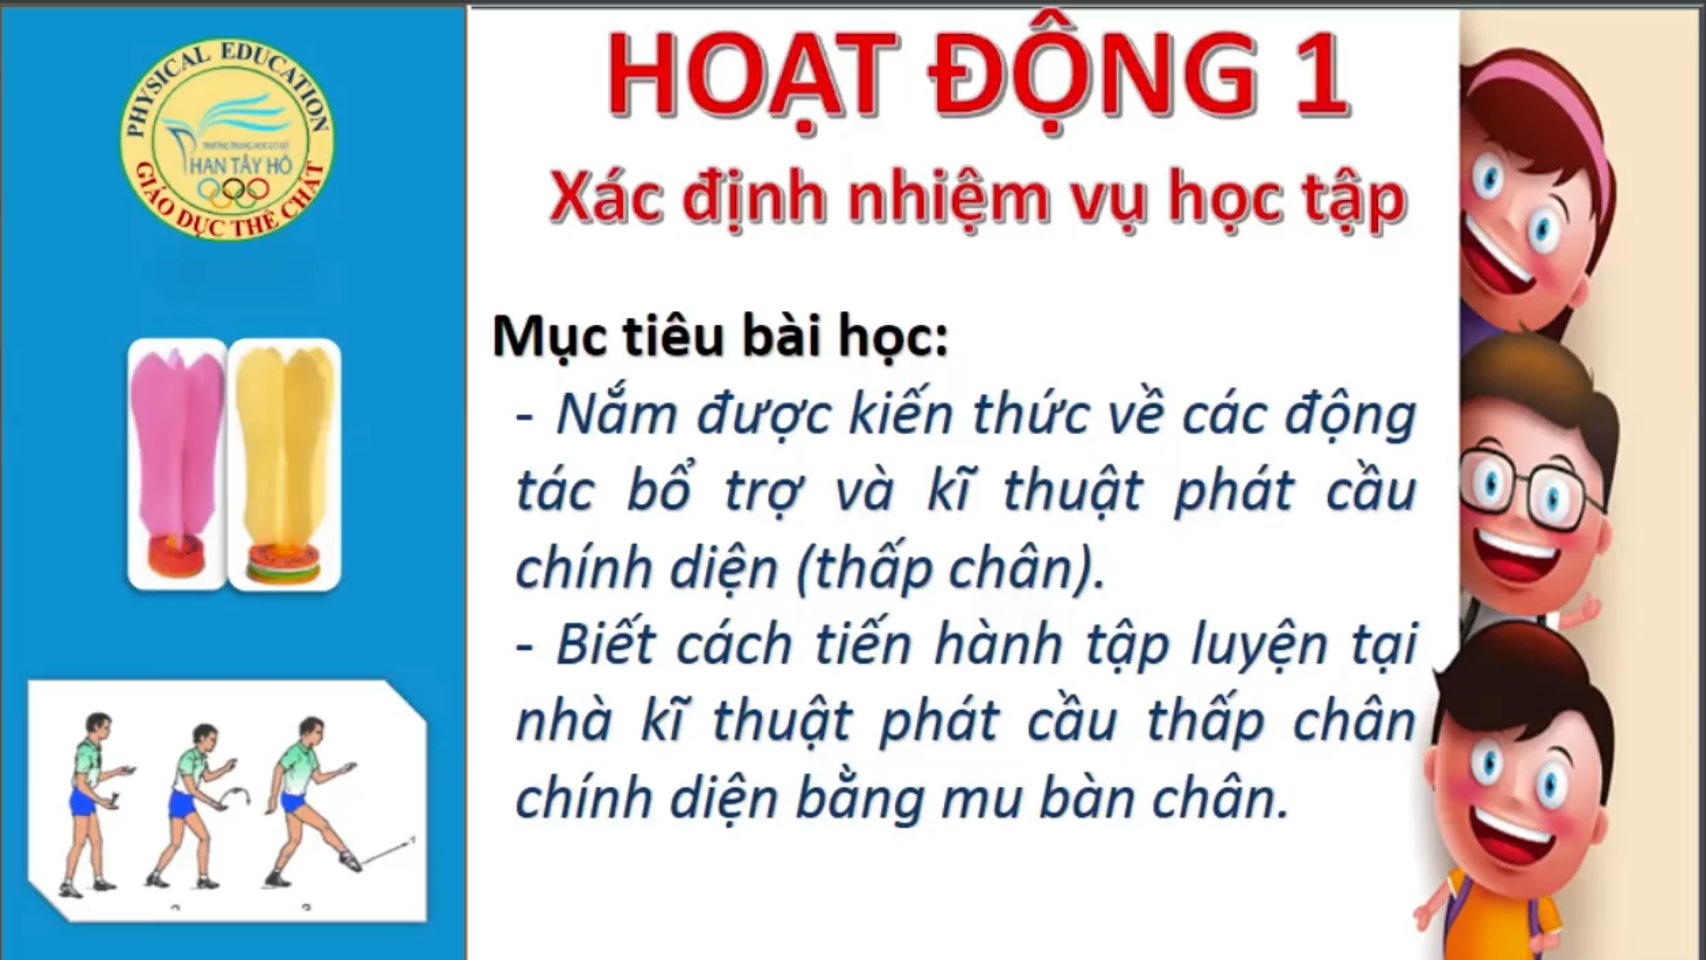 PHYSICAL EDUCATION
HAN TÂY HỒ
GIÁO DỤC THỂ CHẤT
HOẠT ĐỘNG 1
Xác định nhiệm vụ học tập
Mục tiêu bài học:
- Nắm được kiến thức về các động
tác bổ trợ và kĩ thuật phát cầu
chính diện (thấp chân).
- Biết cách tiến hành tập luyện tại
nhà kĩ thuật phát cầu thấp chân
chính diện bằng mu bàn chân.